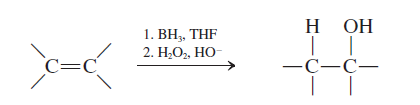 1. BH₃, THF
2. H₂O₂, HO⁻
C=C
H OH
—C—C—